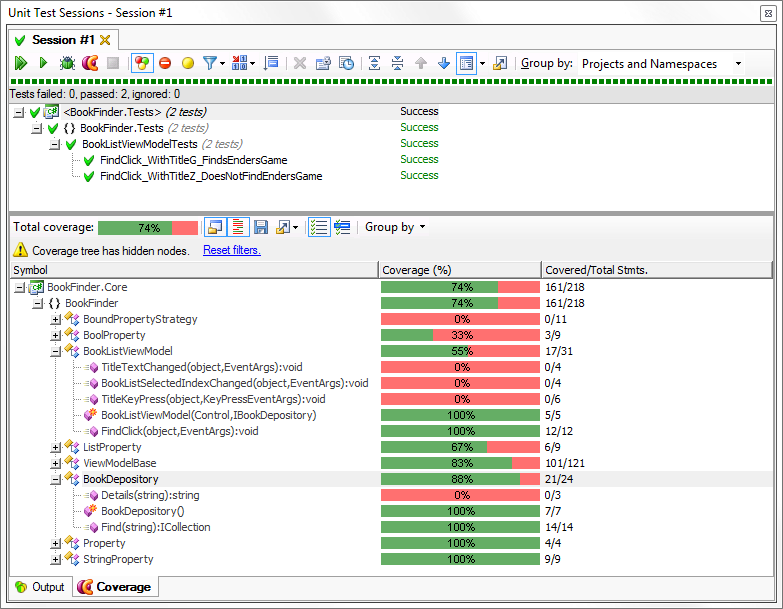 Unit Test Sessions - Session #1
Session #1
Group by: Projects and Namespaces
Tests failed: 0, passed: 2, ignored: 0
<BookFinder.Tests> (2 tests) Success
{ } BookFinder.Tests (2 tests) Success
BookListViewModelTests (2 tests) Success
FindClick_WithTitleG_FindsEndersGame Success
FindClick_WithTitleZ_DoesNotFindEndersGame Success
Total coverage: 74% Group by
Coverage tree has hidden nodes. Reset filters.
Symbol Coverage (%) Covered/Total Stmts.
BookFinder.Core 74% 161/218
{ } BookFinder 74% 161/218
BoundPropertyStrategy 0% 0/11
BoolProperty 33% 3/9
BookListViewModel 55% 17/31
TitleTextChanged(object,EventArgs):void 0% 0/4
BookListSelectedIndexChanged(object,EventArgs):void 0% 0/4
TitleKeyPress(object,KeyPressEventArgs):void 0% 0/6
BookListViewModel(Control,IBookDepository) 100% 5/5
FindClick(object,EventArgs):void 100% 12/12
ListProperty 67% 6/9
ViewModelBase 83% 101/121
BookDepository 88% 21/24
Details(string):string 0% 0/3
BookDepository() 100% 7/7
Find(string):ICollection 100% 14/14
Property 100% 4/4
StringProperty 100% 9/9
Output Coverage